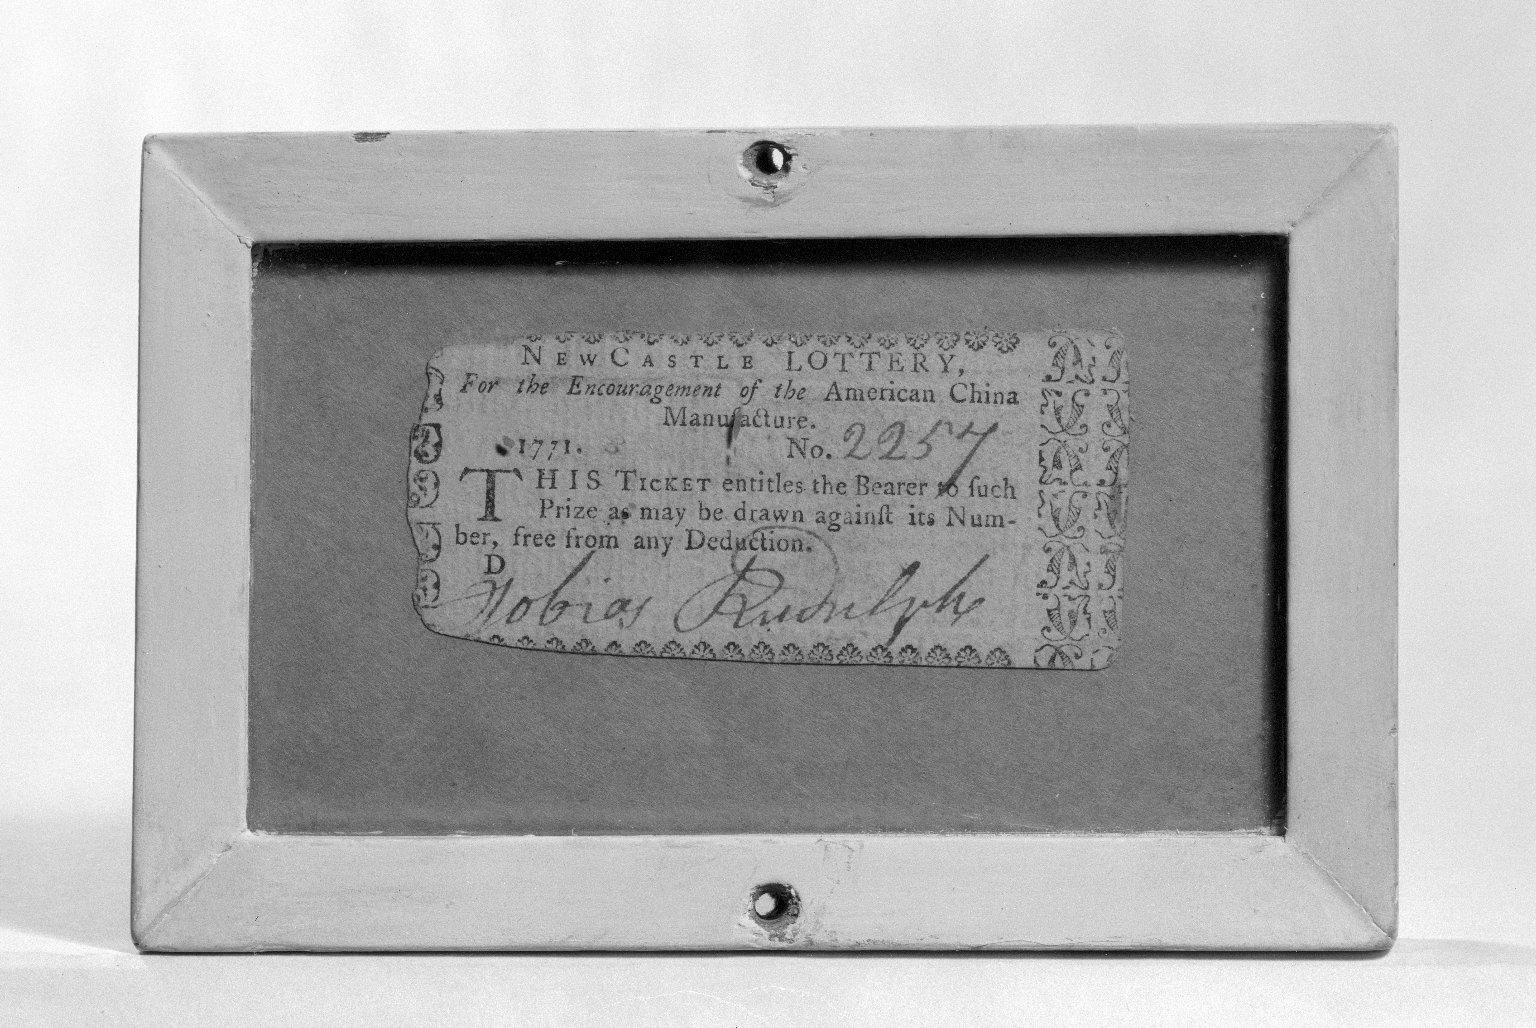 NEWCASTLE LOTTERY,
For the Encouragement of the American China
Manufacture.
1771. No. 2257
THIS TICKET entitles the Bearer to ſuch
Prize as may be drawn againſt its Num-
ber, free from any Deduction.
D
Tobias Rudulph